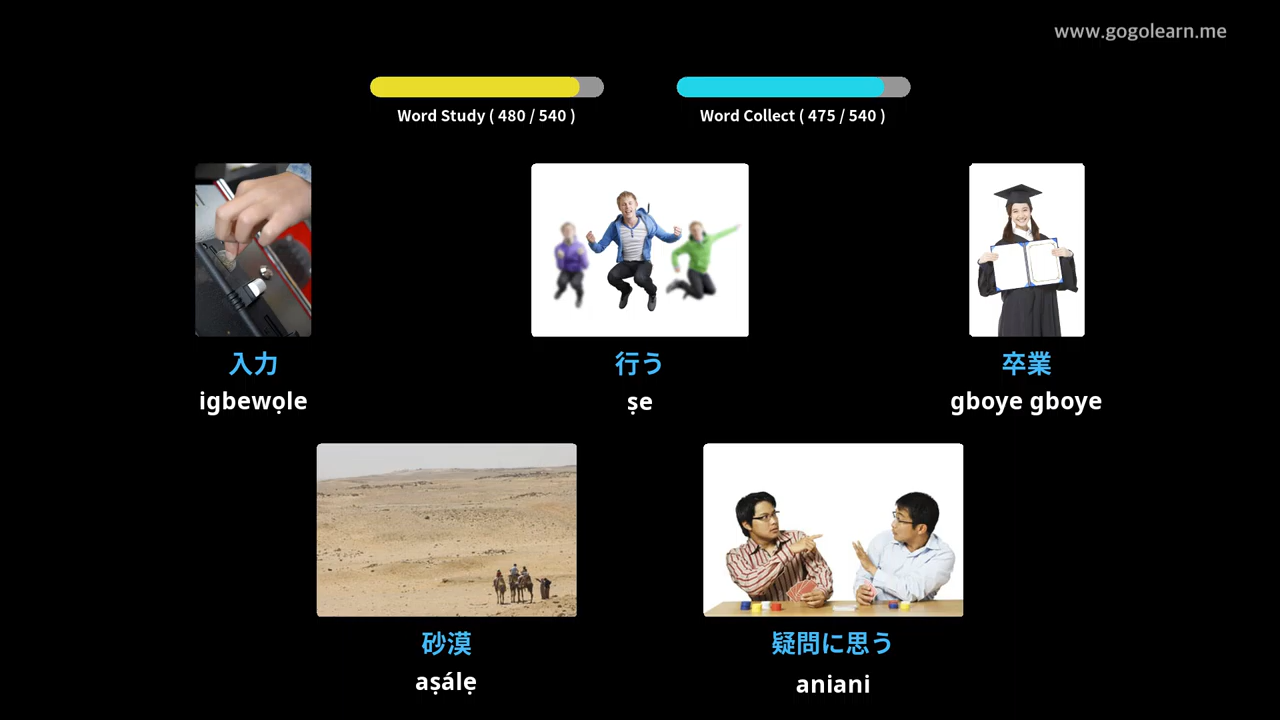 www.gogolearn.me
Word Study ( 480 / 540 )
Word Collect ( 475 / 540 )
入力
igbewọle
行う
ṣe
卒業
gboye gboye
砂漠
aṣálẹ
疑問に思う
aniani